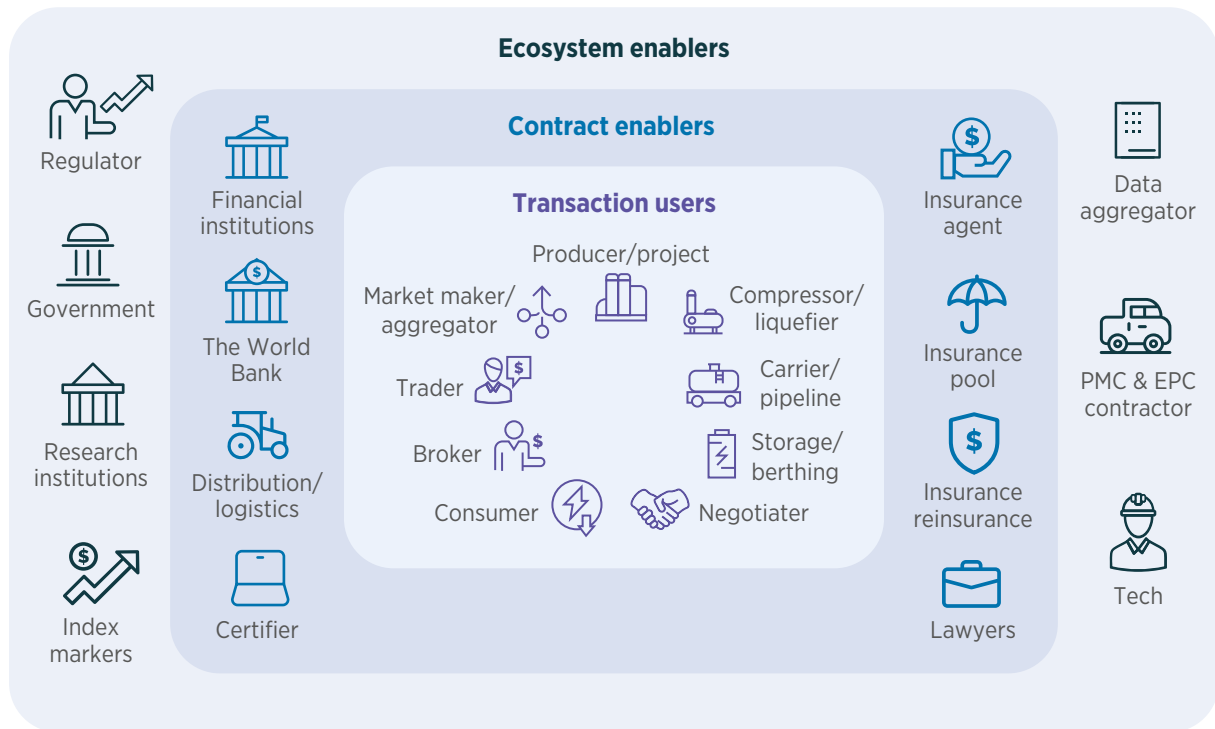 Ecosystem enablers
Regulator
Government
Research
institutions
Index
markers
Contract enablers
Financial
institutions
The World
Bank
Distribution/
logistics
Certifier
Transaction users
Producer/project
Market maker/
aggregator
Compressor/
liquefier
Trader
Carrier/
pipeline
Broker
Storage/
berthing
Consumer
Negotiater
Insurance
agent
Insurance
pool
Insurance
reinsurance
Lawyers
Data
aggregator
PMC & EPC
contractor
Tech